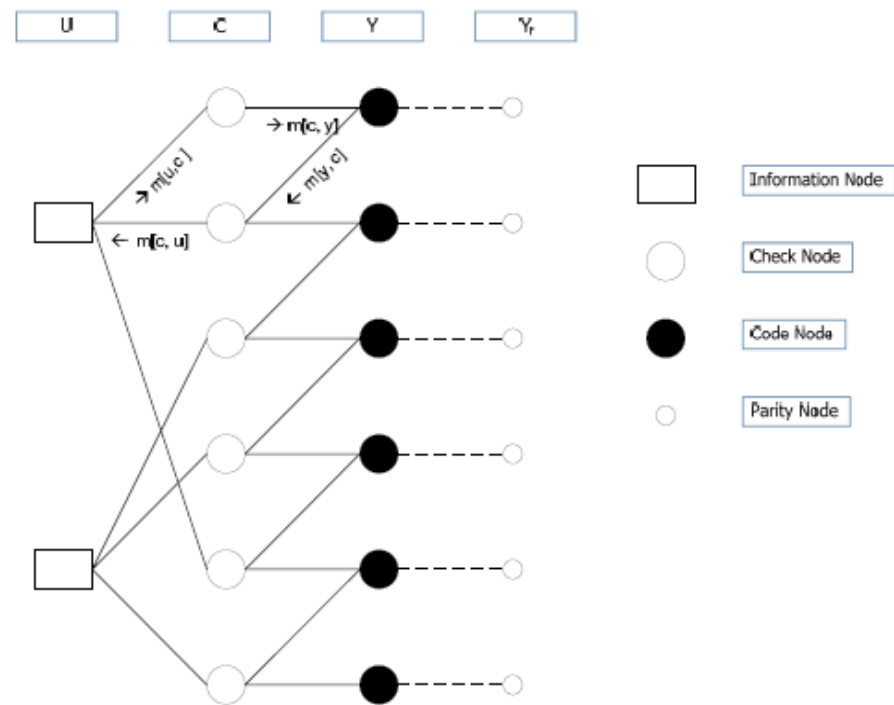 U
C
Y
Yr
→ m[c, y]
→ m[u,c ]
← m[y, c]
← m[c, u]
Information Node
Check Node
Code Node
Parity Node